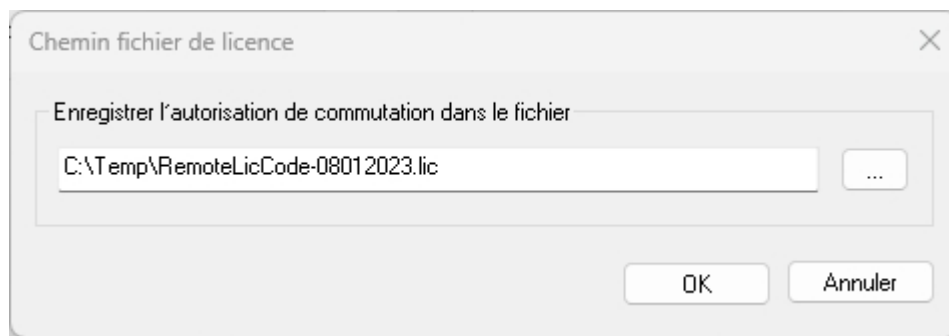 Chemin fichier de licence
Enregistrer l'autorisation de commutation dans le fichier
C:\Temp\RemoteLicCode-08012023.lic
...
OK
Annuler